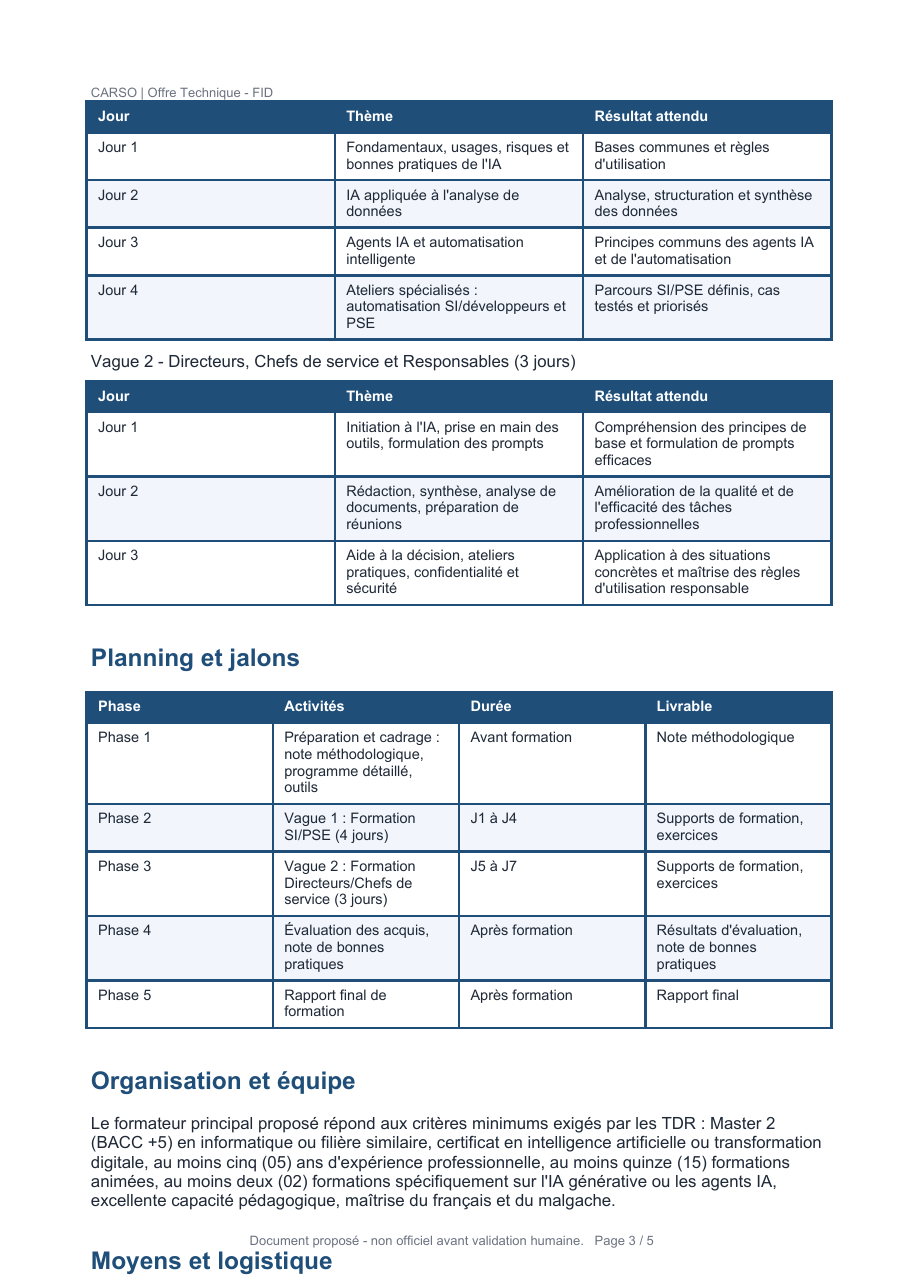 CARSO | Offre Technique - FID
Jour Thème Résultat attendu
Jour 1 Fondamentaux, usages, risques et Bases communes et règles
bonnes pratiques de l'IA d'utilisation
Jour 2 IA appliquée à l'analyse de Analyse, structuration et synthèse
données des données
Jour 3 Agents IA et automatisation Principes communs des agents IA
intelligente et de l'automatisation
Jour 4 Ateliers spécialisés : Parcours SI/PSE définis, cas
automatisation SI/développeurs et testés et priorisés
PSE
Vague 2 - Directeurs, Chefs de service et Responsables (3 jours)
Jour Thème Résultat attendu
Jour 1 Initiation à l'IA, prise en main des Compréhension des principes de
outils, formulation des prompts base et formulation de prompts
efficaces
Jour 2 Rédaction, synthèse, analyse de Amélioration de la qualité et de
documents, préparation de l'efficacité des tâches
réunions professionnelles
Jour 3 Aide à la décision, ateliers Application à des situations
pratiques, confidentialité et concrètes et maîtrise des règles
sécurité d'utilisation responsable
Planning et jalons
Phase Activités Durée Livrable
Phase 1 Préparation et cadrage : Avant formation Note méthodologique
note méthodologique,
programme détaillé,
outils
Phase 2 Vague 1 : Formation J1 à J4 Supports de formation,
SI/PSE (4 jours) exercices
Phase 3 Vague 2 : Formation J5 à J7 Supports de formation,
Directeurs/Chefs de exercices
service (3 jours)
Phase 4 Évaluation des acquis, Après formation Résultats d'évaluation,
note de bonnes note de bonnes
pratiques pratiques
Phase 5 Rapport final de Après formation Rapport final
formation
Organisation et équipe
Le formateur principal proposé répond aux critères minimums exigés par les TDR : Master 2
(BACC +5) en informatique ou filière similaire, certificat en intelligence artificielle ou transformation
digitale, au moins cinq (05) ans d'expérience professionnelle, au moins quinze (15) formations
animées, au moins deux (02) formations spécifiquement sur l'IA générative ou les agents IA,
excellente capacité pédagogique, maîtrise du français et du malgache.
Document proposé - non officiel avant validation humaine. Page 3 / 5
Moyens et logistique